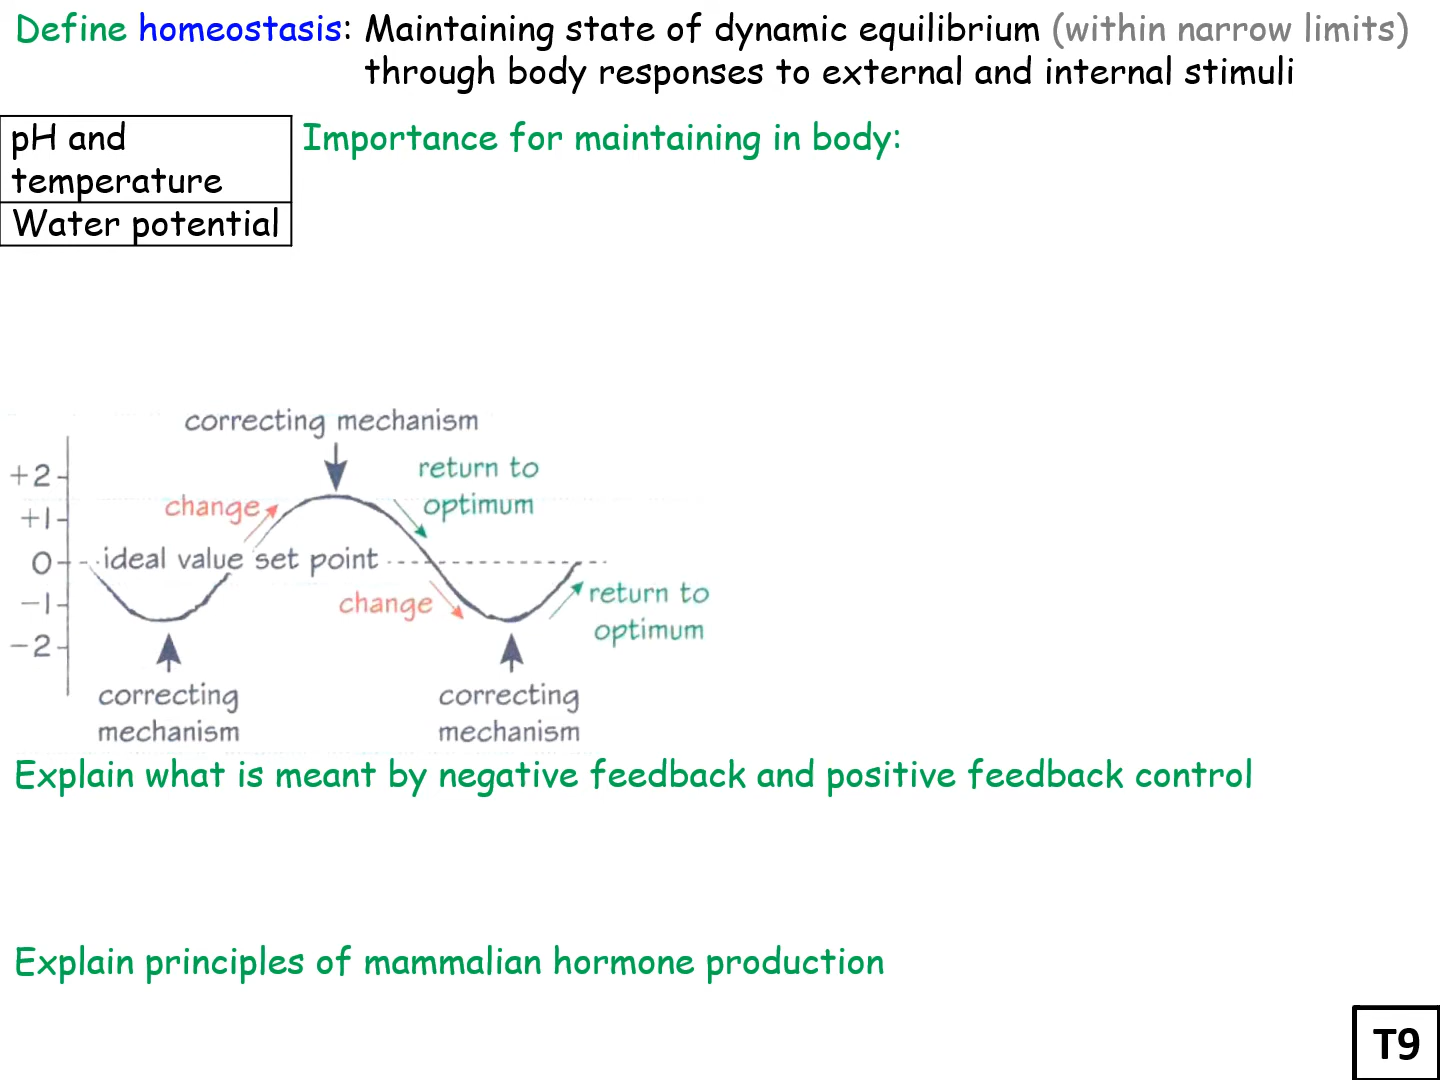 Define homeostasis: Maintaining state of dynamic equilibrium (within narrow limits)
through body responses to external and internal stimuli
pH and
temperature
Importance for maintaining in body:
Water potential
correcting mechanism
+2
return to
optimum
change
+1
0
ideal value set point
-1
change
return to
optimum
-2
correcting
mechanism
correcting
mechanism
Explain what is meant by negative feedback and positive feedback control
Explain principles of mammalian hormone production
T9